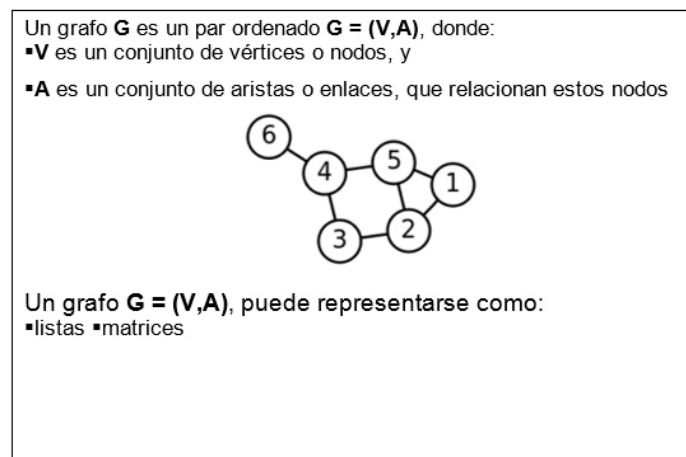 Un grafo G es un par ordenado G = (V,A), donde:
▪V es un conjunto de vértices o nodos, y
▪A es un conjunto de aristas o enlaces, que relacionan estos nodos
6
5
4
1
2
3
Un grafo G = (V,A), puede representarse como:
▪listas ▪matrices